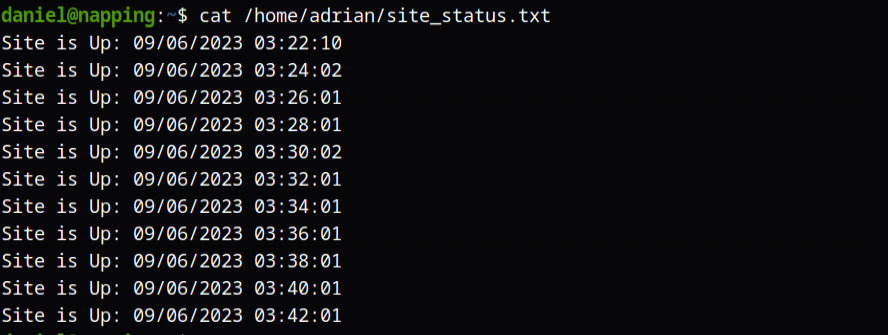 daniel@napping:~$ cat /home/adrian/site_status.txt
Site is Up: 09/06/2023 03:22:10
Site is Up: 09/06/2023 03:24:02
Site is Up: 09/06/2023 03:26:01
Site is Up: 09/06/2023 03:28:01
Site is Up: 09/06/2023 03:30:02
Site is Up: 09/06/2023 03:32:01
Site is Up: 09/06/2023 03:34:01
Site is Up: 09/06/2023 03:36:01
Site is Up: 09/06/2023 03:38:01
Site is Up: 09/06/2023 03:40:01
Site is Up: 09/06/2023 03:42:01